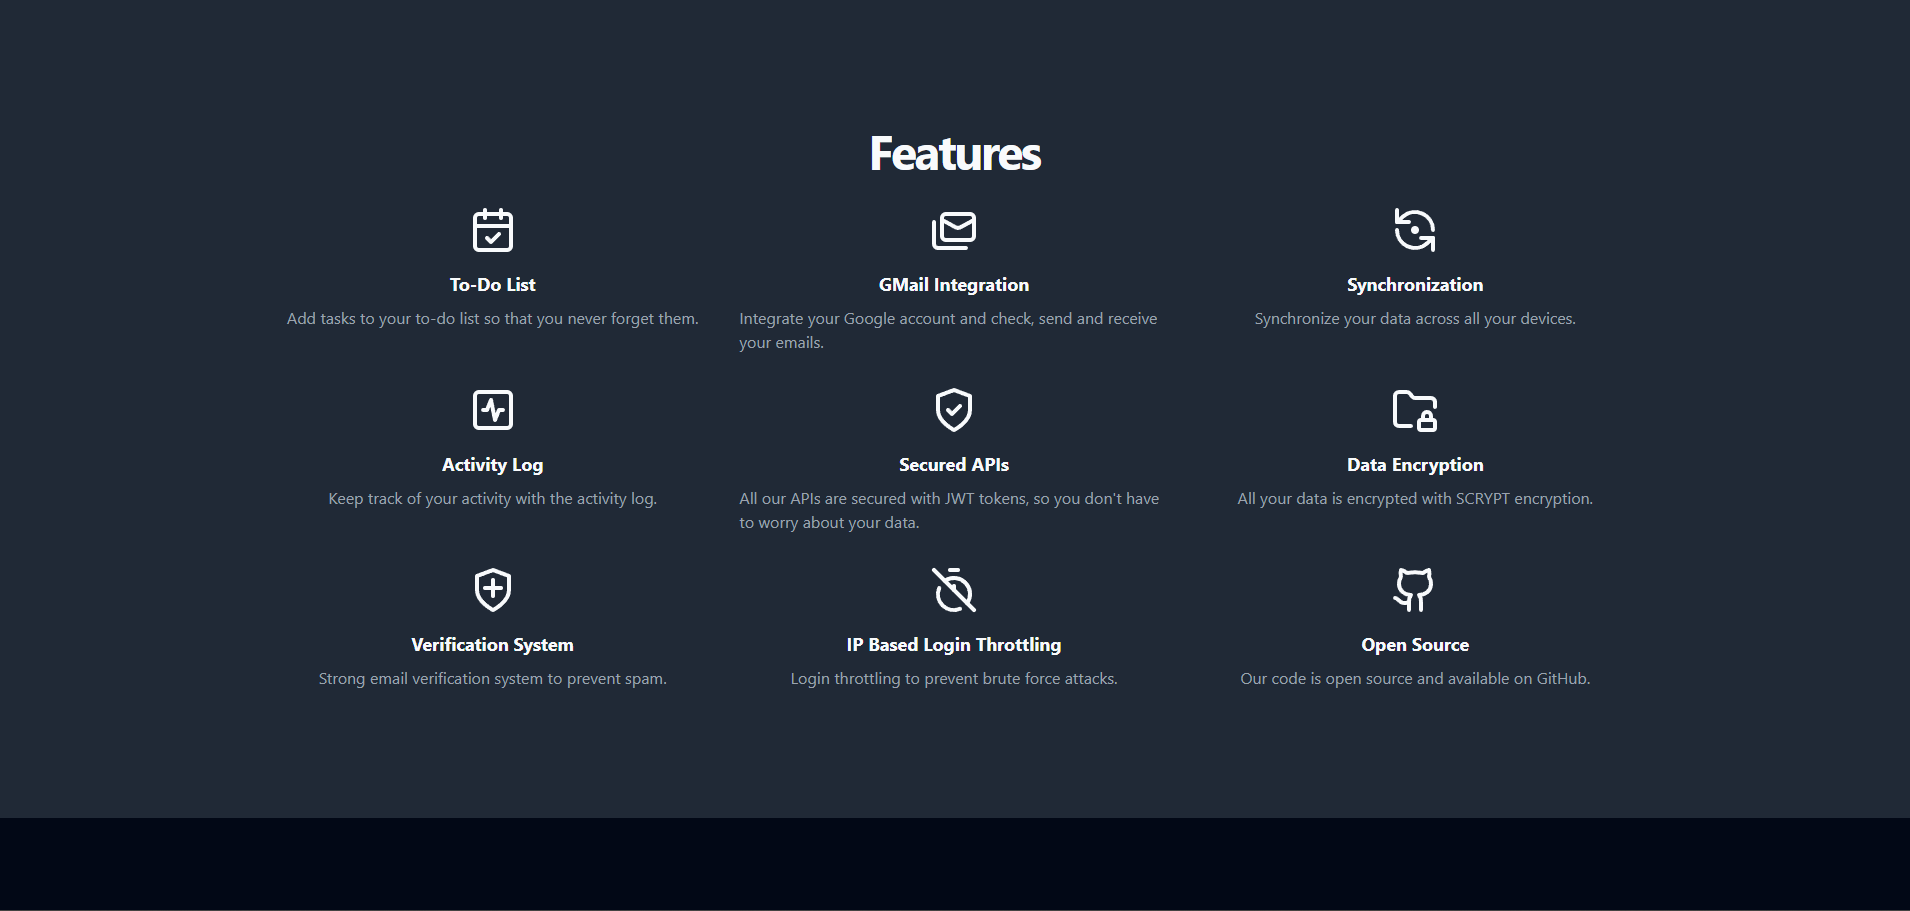 Features
To-Do List
Add tasks to your to-do list so that you never forget them.
GMail Integration
Integrate your Google account and check, send and receive
your emails.
Synchronization
Synchronize your data across all your devices.
Activity Log
Keep track of your activity with the activity log.
Secured APIs
All our APIs are secured with JWT tokens, so you don't have
to worry about your data.
Data Encryption
All your data is encrypted with SCRYPT encryption.
Verification System
Strong email verification system to prevent spam.
IP Based Login Throttling
Login throttling to prevent brute force attacks.
Open Source
Our code is open source and available on GitHub.